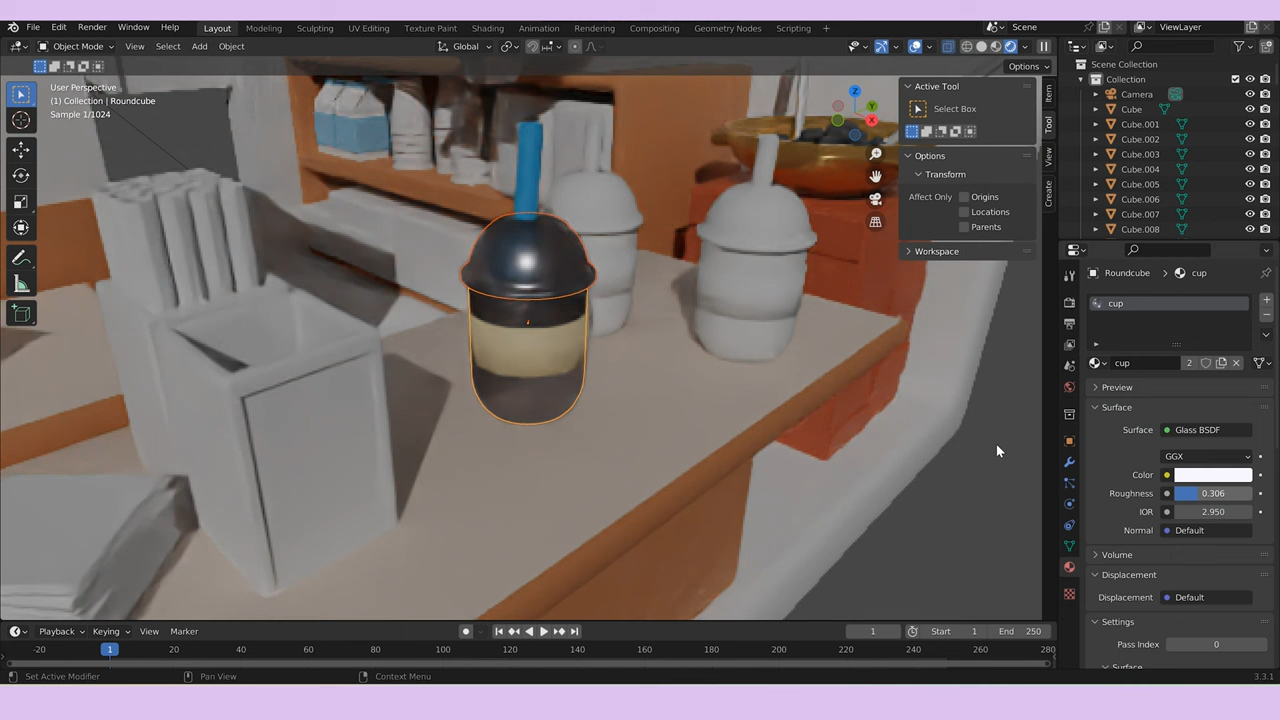 File Edit Render Window Help Layout Modeling Sculpting UV Editing Texture Paint Shading Animation Rendering Compositing Geometry Nodes Scripting + Scene ViewLayer
Object Mode View Select Add Object Global
Options
User Perspective
(1) Collection | Roundcube
Sample 1/1024
Z
Y
X
Active Tool
Select Box
Options
Transform
Affect Only Origins
Locations
Parents
Workspace
Item
Tool
View
Create
Scene Collection
Collection
Camera
Cube
Cube.001
Cube.002
Cube.003
Cube.004
Cube.005
Cube.006
Cube.007
Cube.008
Roundcube cup
cup
cup 2
Preview
Surface
Surface Glass BSDF
GGX
Color
Roughness 0.306
IOR 2.950
Normal Default
Volume
Displacement
Displacement Default
Settings
Pass Index 0
Playback Keying View Marker 1 Start 1 End 250
-20 1 20 40 60 80 100 120 140 160 180 200 220 240 260 280
Set Active Modifier Pan View Context Menu 3.3.1